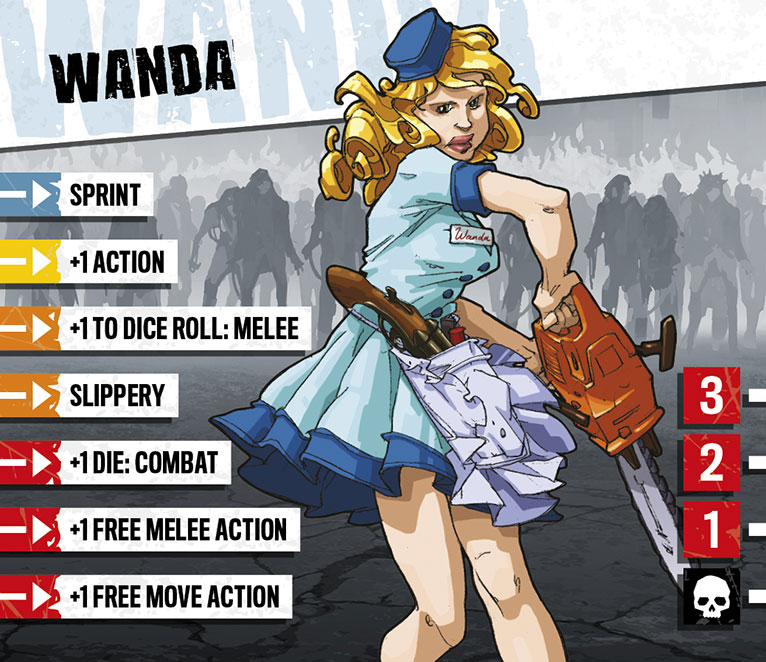 WANDA
WANDA
SPRINT
+1 ACTION
Wanda
+1 TO DICE ROLL: MELEE
SLIPPERY
3
+1 DIE: COMBAT
2
+1 FREE MELEE ACTION
1
+1 FREE MOVE ACTION